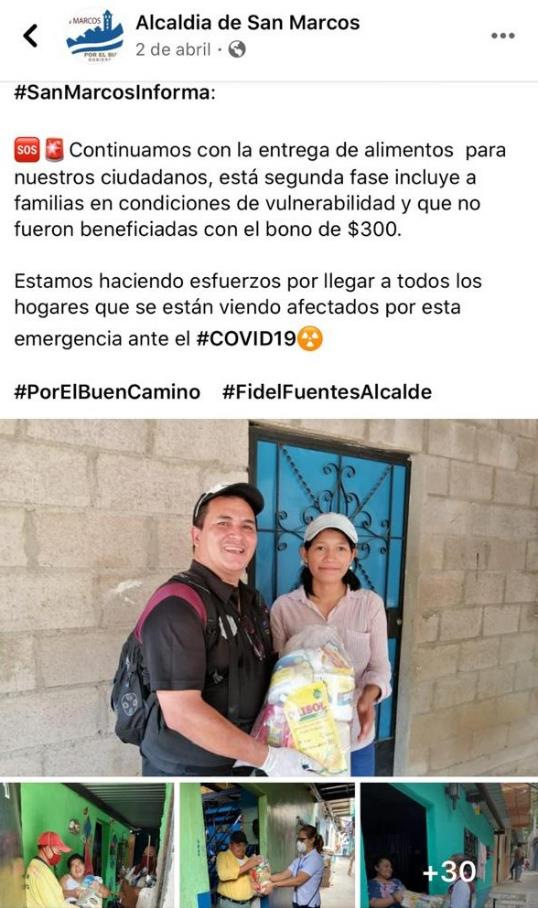 MARCOS
POR EL BU
Alcaldia de San Marcos
2 de abril ·
#SanMarcosInforma:
SOS Continuamos con la entrega de alimentos para
nuestros ciudadanos, está segunda fase incluye a
familias en condiciones de vulnerabilidad y que no
fueron beneficiadas con el bono de $300.
Estamos haciendo esfuerzos por llegar a todos los
hogares que se están viendo afectados por esta
emergencia ante el #COVID19
#PorElBuenCamino #FidelFuentesAlcalde
+30